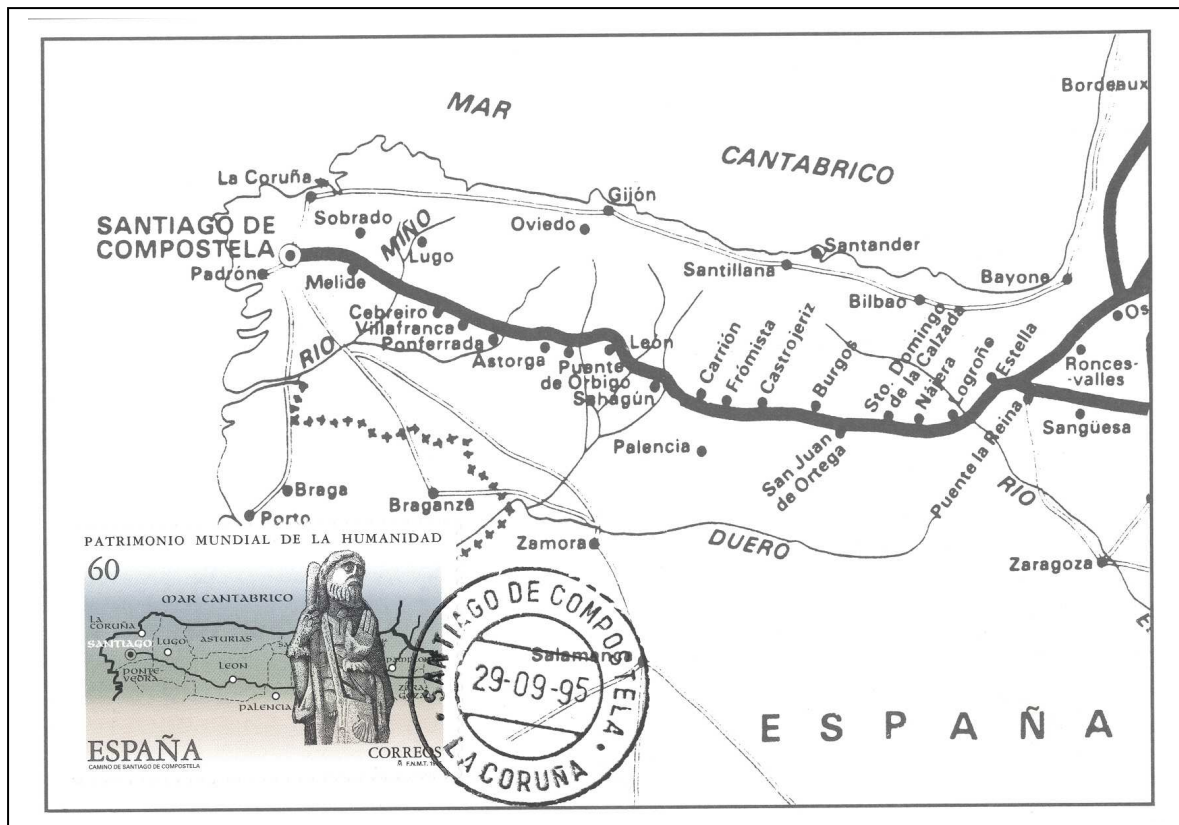 MAR
CANTABRICO
Bordeaux
La Coruña
Gijón
SANTIAGO DE
COMPOSTELA
Sobrado
MIÑO
Lugo
Oviedo
Santander
Padrón
Melide
Santillana
Bayone
Bilbao
Os
Cebreiro
Villafranca
Ponferrada
RIO
Astorga
Puente
de Orbigo
León
Sahagún
Carrión
Frómista
Castrojeriz
Burgos
Sto. Domingo
de la Calzada
Nájera
Logroño
Estella
Ronces-
valles
Sangüesa
Puente la Reina
San Juan
de Ortega
Palencia
RIO
Braga
Braganza
Porto
Zamora
DUERO
Zaragoza
E
Salamanca
ESPAÑA
PATRIMONIO MUNDIAL DE LA HUMANIDAD
60
MAR CANTABRICO
LA
CORUÑA
SANTIAGO
LUGO
ASTURIAS
PONTE-
VEDRA
LEON
PALENCIA
ZARA-
GOZA
ESPAÑA
CORREOS
CAMINO DE SANTIAGO DE COMPOSTELA
F.N.M.T.
SANTIAGO DE COMPOSTELA
29-09-95
LA CORUÑA